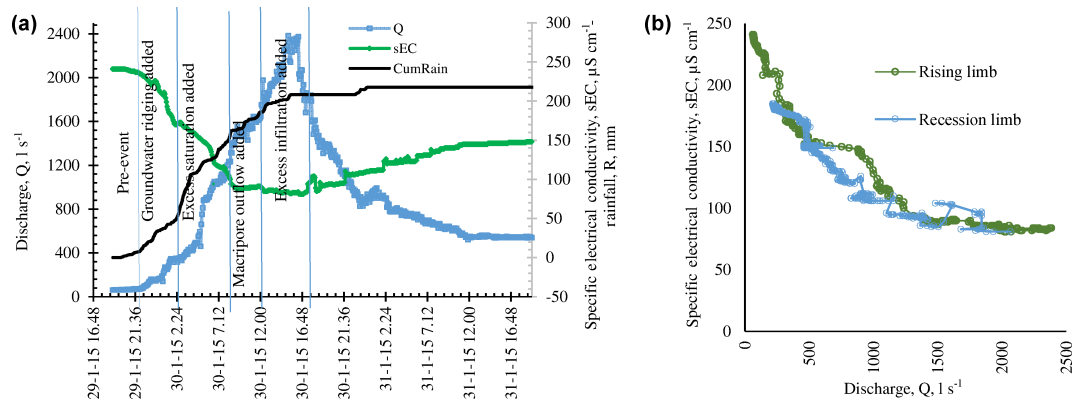 (a)
2400
2000
1600
1200
800
400
0
Discharge, Q, l s-1
Pre-event
Groundwater ridging added
Excess saturation added
Macripore outflow added
Excess infiltration added
Q
sEC
CumRain
300
250
200
150
100
50
0
-50
Specific electrical conductivity, sEC, µS cm-
rainfall, R, mm
29-1-15 16.48
29-1-15 21.36
30-1-15 2.24
30-1-15 7.12
30-1-15 12.00
30-1-15 16.48
30-1-15 21.36
31-1-15 2.24
31-1-15 7.12
31-1-15 12.00
31-1-15 16.48
(b)
250
200
150
100
50
0
Specific electrical conductivity, sEC, µS cm-1
Rising limb
Recession limb
0
500
1000
1500
2000
2500
Discharge, Q, l s-1